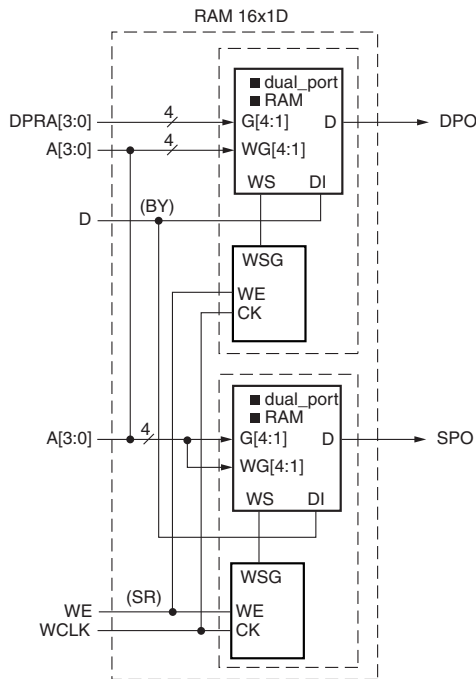 RAM 16x1D
■ dual_port
■ RAM
DPRA[3:0] 4 G[4:1] D DPO
A[3:0] 4 WG[4:1]
WS DI
D (BY)
WSG
WE
CK
■ dual_port
■ RAM
A[3:0] 4 G[4:1] D SPO
WG[4:1]
WS DI
WSG
WE (SR) WE
WCLK CK